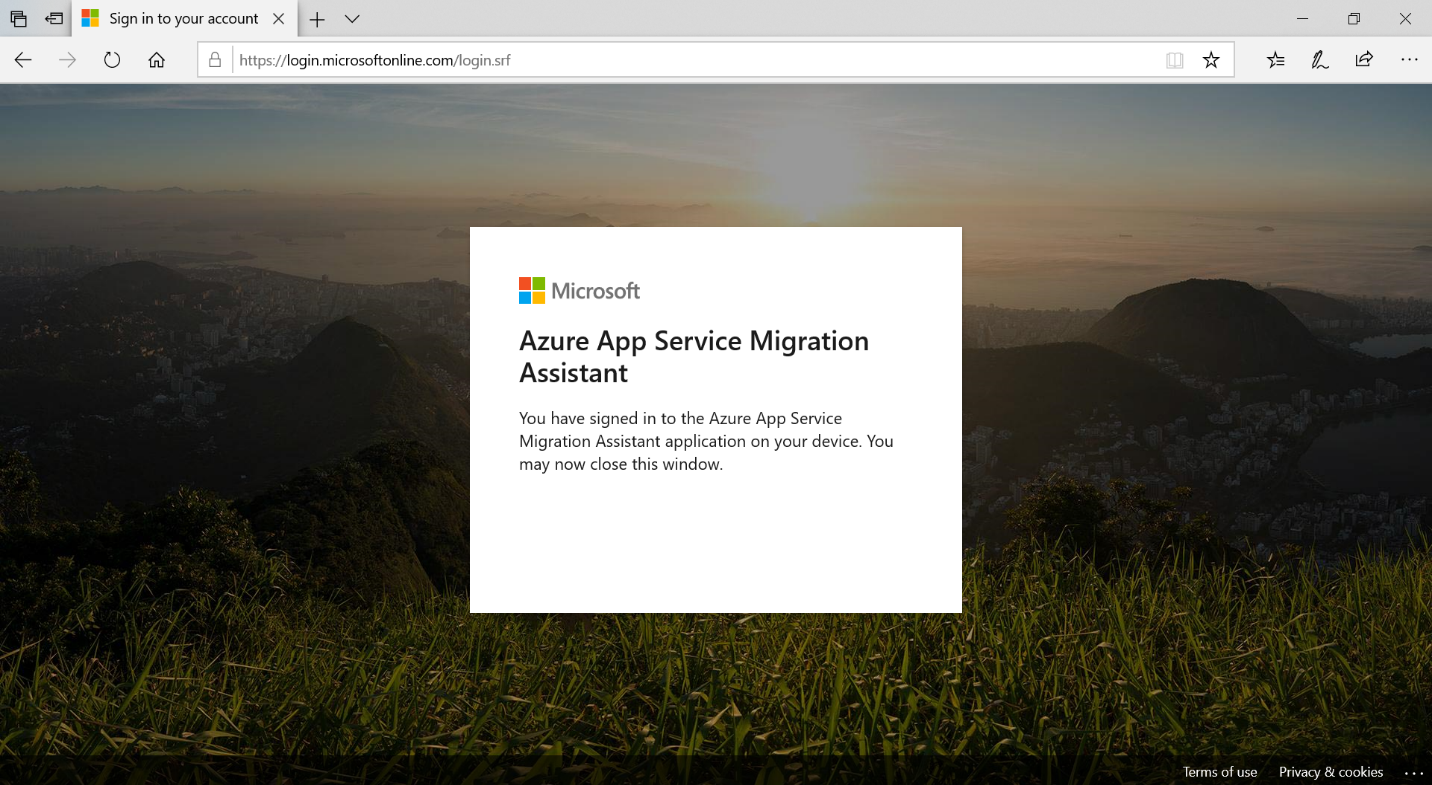 Sign in to your account
https://login.microsoftonline.com/login.srf
Microsoft
Azure App Service Migration
Assistant
You have signed in to the Azure App Service
Migration Assistant application on your device. You
may now close this window.
Terms of use Privacy & cookies